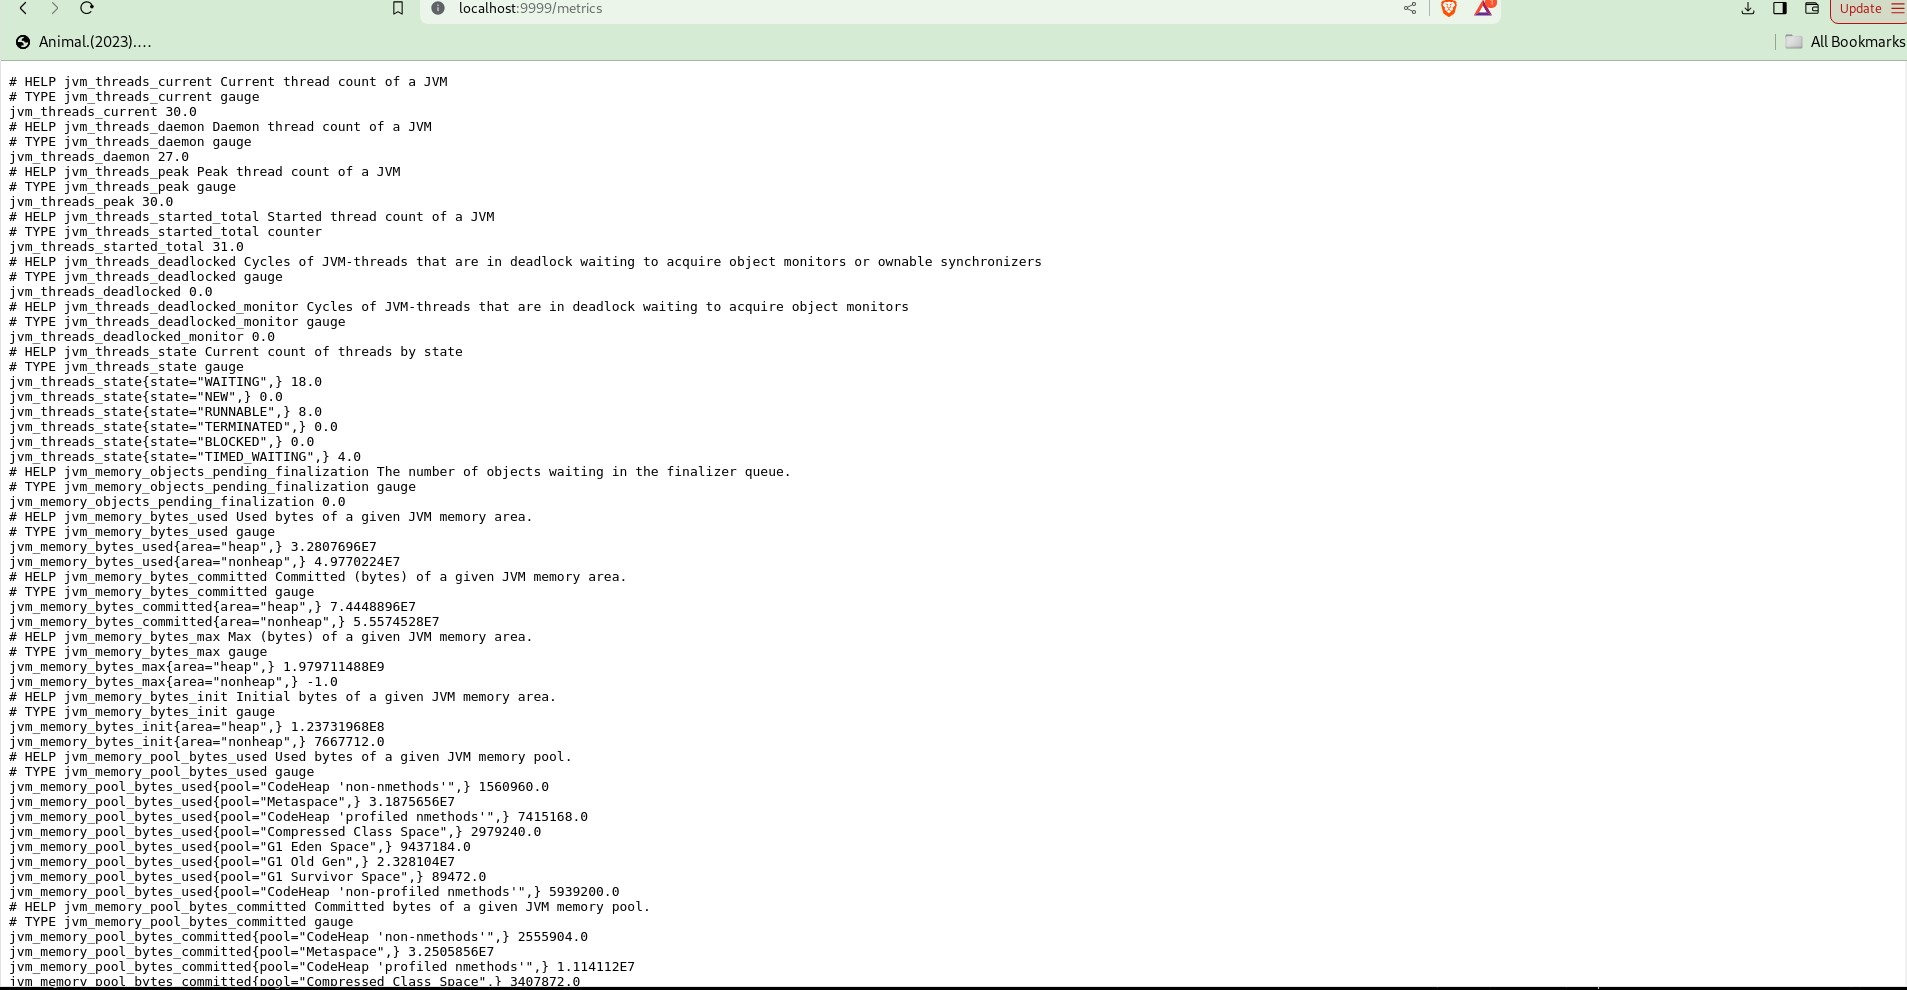 localhost:9999/metrics
1
Update
Animal.(2023)....
All Bookmarks
# HELP jvm_threads_current Current thread count of a JVM
# TYPE jvm_threads_current gauge
jvm_threads_current 30.0
# HELP jvm_threads_daemon Daemon thread count of a JVM
# TYPE jvm_threads_daemon gauge
jvm_threads_daemon 27.0
# HELP jvm_threads_peak Peak thread count of a JVM
# TYPE jvm_threads_peak gauge
jvm_threads_peak 30.0
# HELP jvm_threads_started_total Started thread count of a JVM
# TYPE jvm_threads_started_total counter
jvm_threads_started_total 31.0
# HELP jvm_threads_deadlocked Cycles of JVM-threads that are in deadlock waiting to acquire object monitors or ownable synchronizers
# TYPE jvm_threads_deadlocked gauge
jvm_threads_deadlocked 0.0
# HELP jvm_threads_deadlocked_monitor Cycles of JVM-threads that are in deadlock waiting to acquire object monitors
# TYPE jvm_threads_deadlocked_monitor gauge
jvm_threads_deadlocked_monitor 0.0
# HELP jvm_threads_state Current count of threads by state
# TYPE jvm_threads_state gauge
jvm_threads_state{state="WAITING",} 18.0
jvm_threads_state{state="NEW",} 0.0
jvm_threads_state{state="RUNNABLE",} 8.0
jvm_threads_state{state="TERMINATED",} 0.0
jvm_threads_state{state="BLOCKED",} 0.0
jvm_threads_state{state="TIMED_WAITING",} 4.0
# HELP jvm_memory_objects_pending_finalization The number of objects waiting in the finalizer queue.
# TYPE jvm_memory_objects_pending_finalization gauge
jvm_memory_objects_pending_finalization 0.0
# HELP jvm_memory_bytes_used Used bytes of a given JVM memory area.
# TYPE jvm_memory_bytes_used gauge
jvm_memory_bytes_used{area="heap",} 3.2807696E7
jvm_memory_bytes_used{area="nonheap",} 4.9770224E7
# HELP jvm_memory_bytes_committed Committed (bytes) of a given JVM memory area.
# TYPE jvm_memory_bytes_committed gauge
jvm_memory_bytes_committed{area="heap",} 7.4448896E7
jvm_memory_bytes_committed{area="nonheap",} 5.5574528E7
# HELP jvm_memory_bytes_max Max (bytes) of a given JVM memory area.
# TYPE jvm_memory_bytes_max gauge
jvm_memory_bytes_max{area="heap",} 1.979711488E9
jvm_memory_bytes_max{area="nonheap",} -1.0
# HELP jvm_memory_bytes_init Initial bytes of a given JVM memory area.
# TYPE jvm_memory_bytes_init gauge
jvm_memory_bytes_init{area="heap",} 1.23731968E8
jvm_memory_bytes_init{area="nonheap",} 7667712.0
# HELP jvm_memory_pool_bytes_used Used bytes of a given JVM memory pool.
# TYPE jvm_memory_pool_bytes_used gauge
jvm_memory_pool_bytes_used{pool="CodeHeap 'non-nmethods'",} 1560960.0
jvm_memory_pool_bytes_used{pool="Metaspace",} 3.1875656E7
jvm_memory_pool_bytes_used{pool="CodeHeap 'profiled nmethods'",} 7415168.0
jvm_memory_pool_bytes_used{pool="Compressed Class Space",} 2979240.0
jvm_memory_pool_bytes_used{pool="G1 Eden Space",} 9437184.0
jvm_memory_pool_bytes_used{pool="G1 Old Gen",} 2.328104E7
jvm_memory_pool_bytes_used{pool="G1 Survivor Space",} 89472.0
jvm_memory_pool_bytes_used{pool="CodeHeap 'non-profiled nmethods'",} 5939200.0
# HELP jvm_memory_pool_bytes_committed Committed bytes of a given JVM memory pool.
# TYPE jvm_memory_pool_bytes_committed gauge
jvm_memory_pool_bytes_committed{pool="CodeHeap 'non-nmethods'",} 2555904.0
jvm_memory_pool_bytes_committed{pool="Metaspace",} 3.2505856E7
jvm_memory_pool_bytes_committed{pool="CodeHeap 'profiled nmethods'",} 1.114112E7
jvm_memory_pool_bytes_committed{pool="Compressed Class Space",} 3407872.0